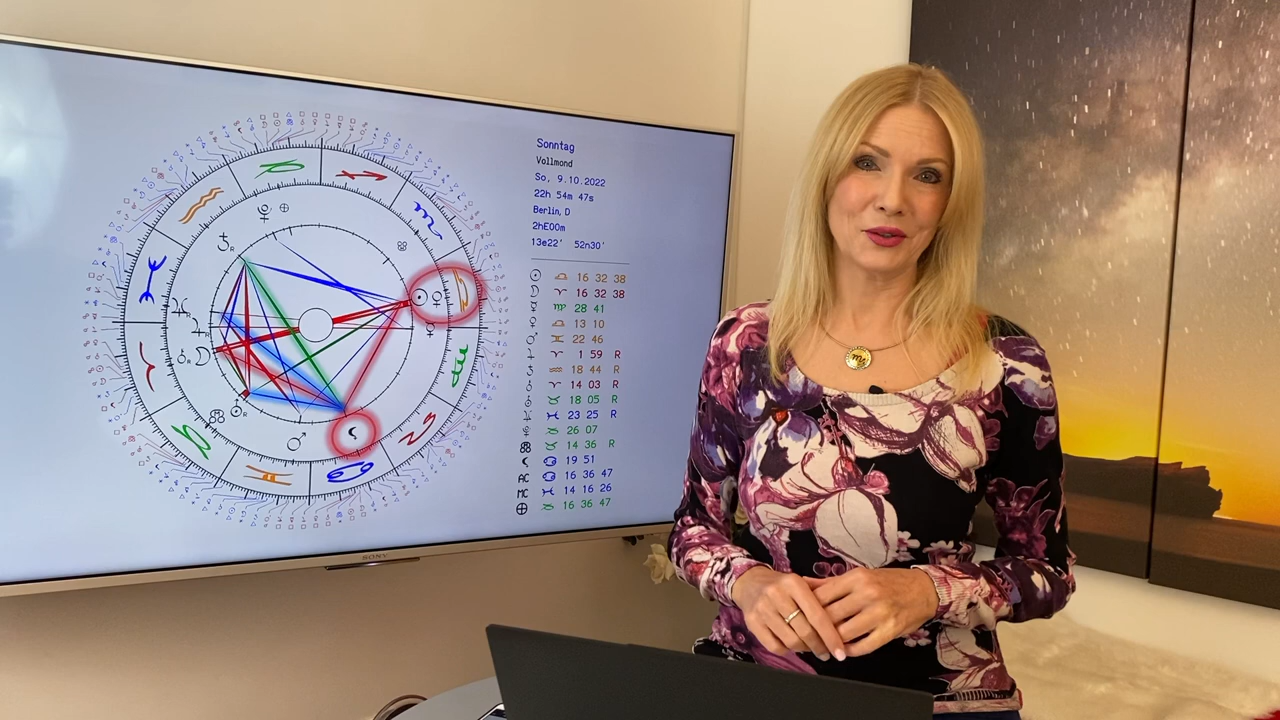 Sonntag
Vollmond
So, 9.10.2022
22h 54m 47s
Berlin, D
2hE00m
13e22' 52n30'
16 32 38
16 32 38
28 41
13 10
22 46
1 59 R
18 44 R
14 03 R
18 05 R
23 25 R
26 07
14 36 R
19 51
AC 16 36 47
MC 14 16 26
16 36 47
SONY